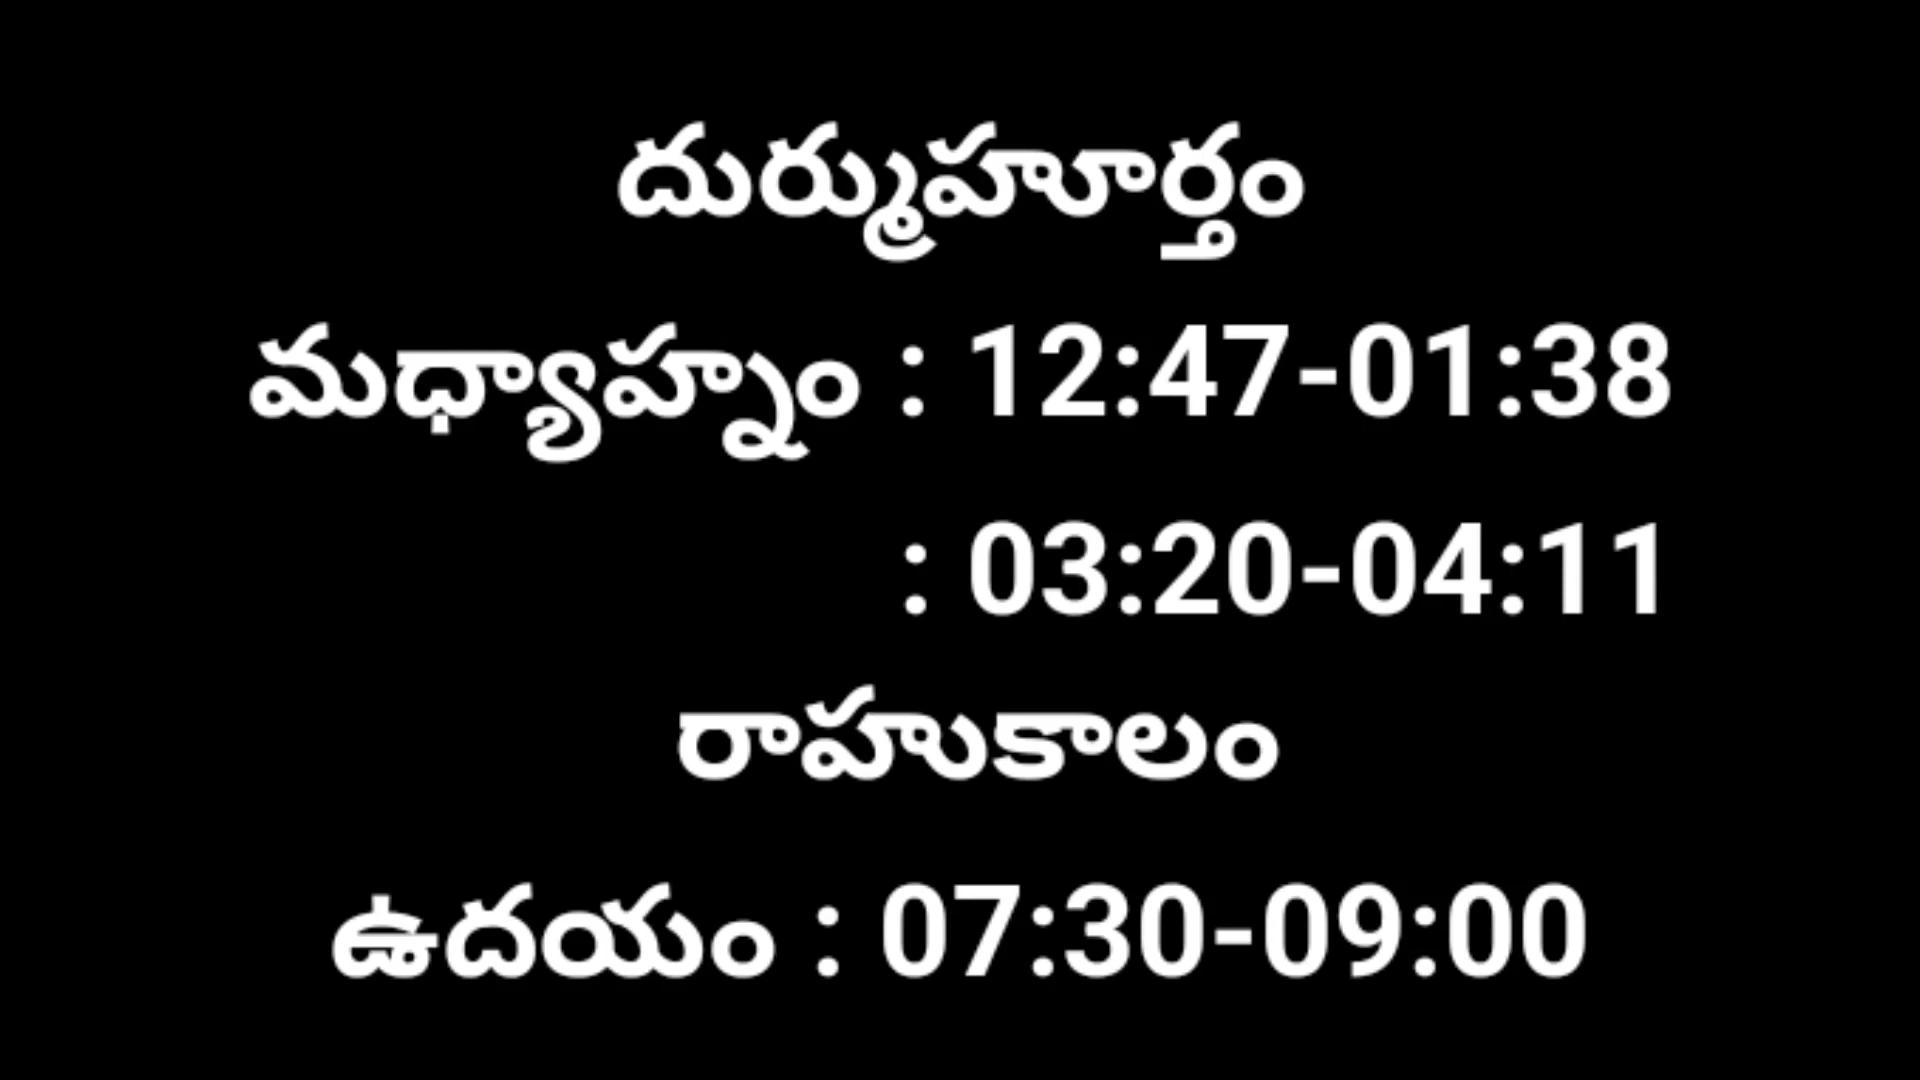 దుర్ముహూర్తం
మధ్యాహ్నం : 12:47-01:38
: 03:20-04:11
రాహుకాలం
ఉదయం : 07:30-09:00